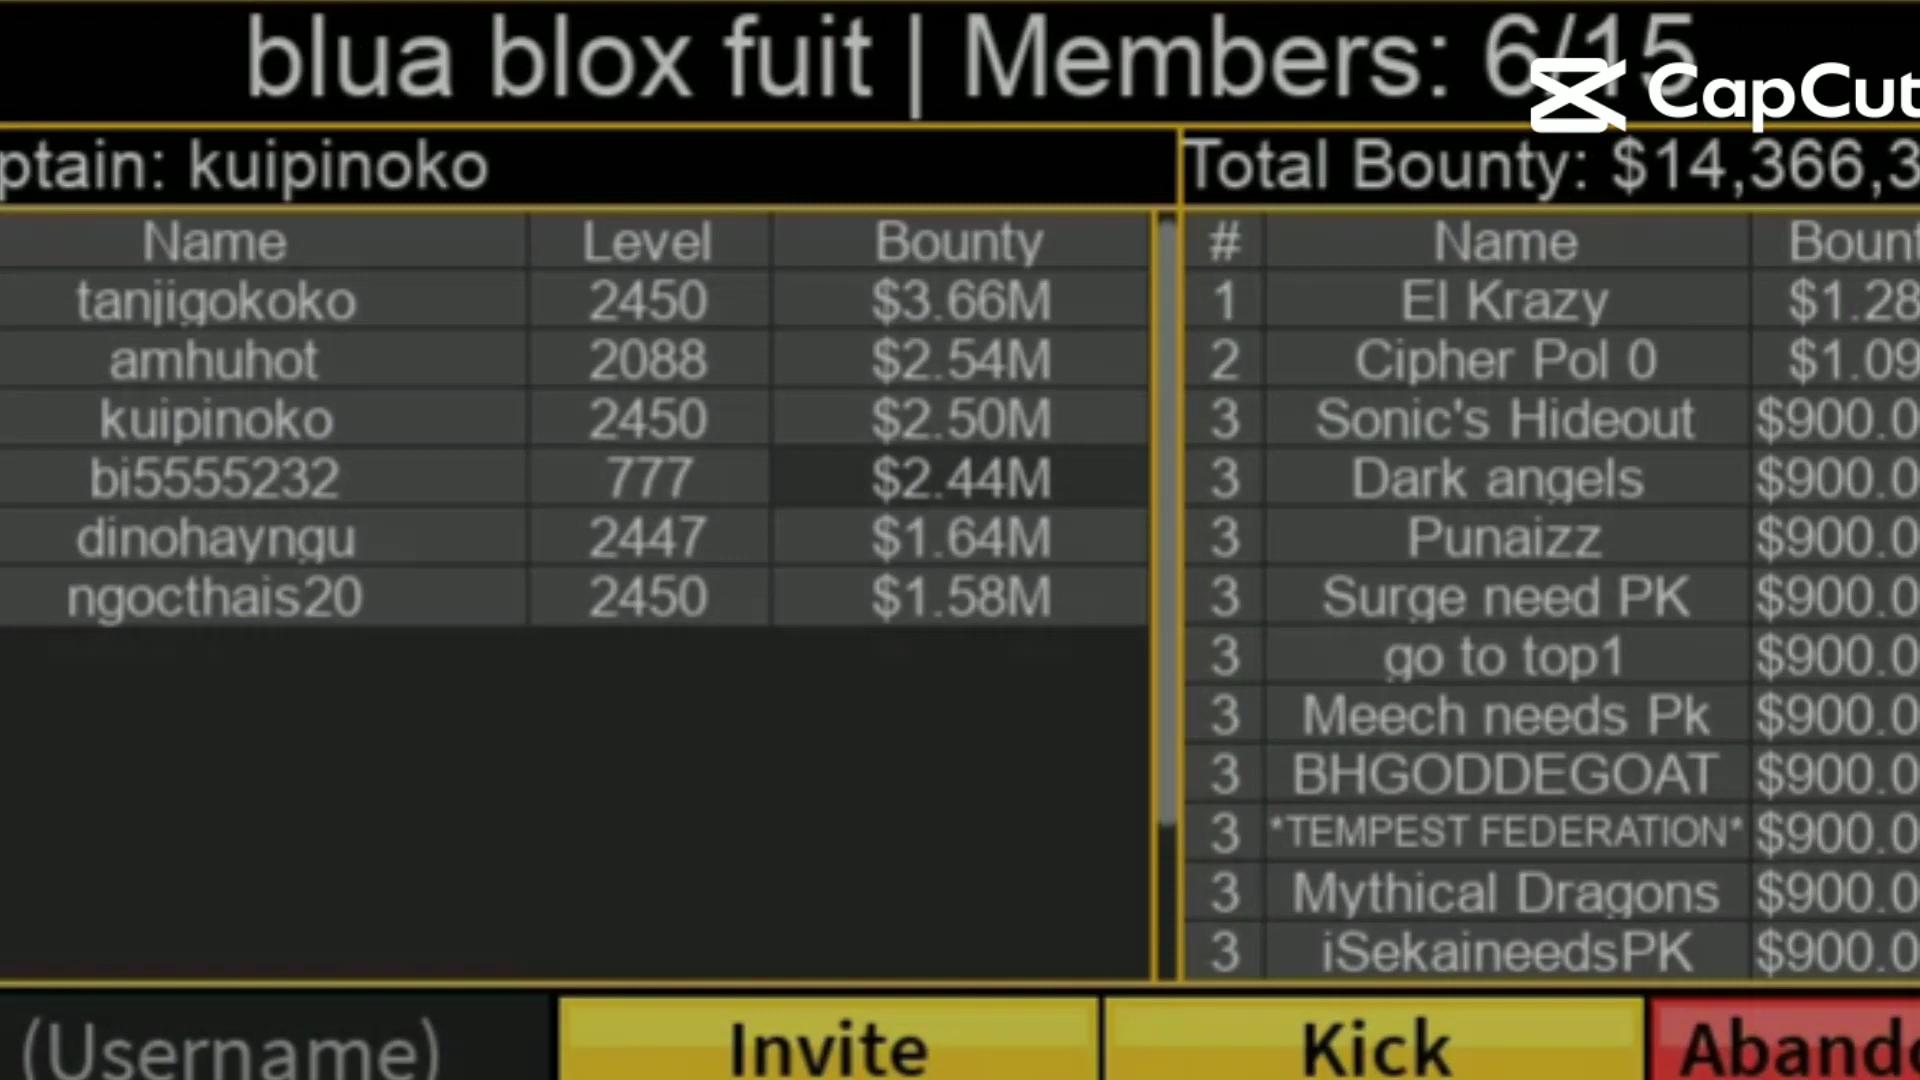 blua blox fuit | Members: 6/15
CapCut
ptain: kuipinoko
Total Bounty: $14,366,3
Name Level Bounty
tanjigokoko 2450 $3.66M
amhuhot 2088 $2.54M
kuipinoko 2450 $2.50M
bi5555232 777 $2.44M
dinohayngu 2447 $1.64M
ngocthais20 2450 $1.58M
# Name Bount
1 El Krazy $1.28
2 Cipher Pol 0 $1.09
3 Sonic's Hideout $900.0
3 Dark angels $900.0
3 Punaizz $900.0
3 Surge need PK $900.0
3 go to top1 $900.0
3 Meech needs Pk $900.0
3 BHGODDEGOAT $900.0
3 *TEMPEST FEDERATION* $900.0
3 Mythical Dragons $900.0
3 iSekaineedsPK $900.0
(Username) Invite Kick Abando